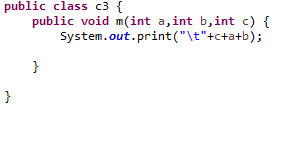 public class c3 {
    public void m(int a,int b,int c) {
        System.out.print("\t"+c+a+b);
    }
}